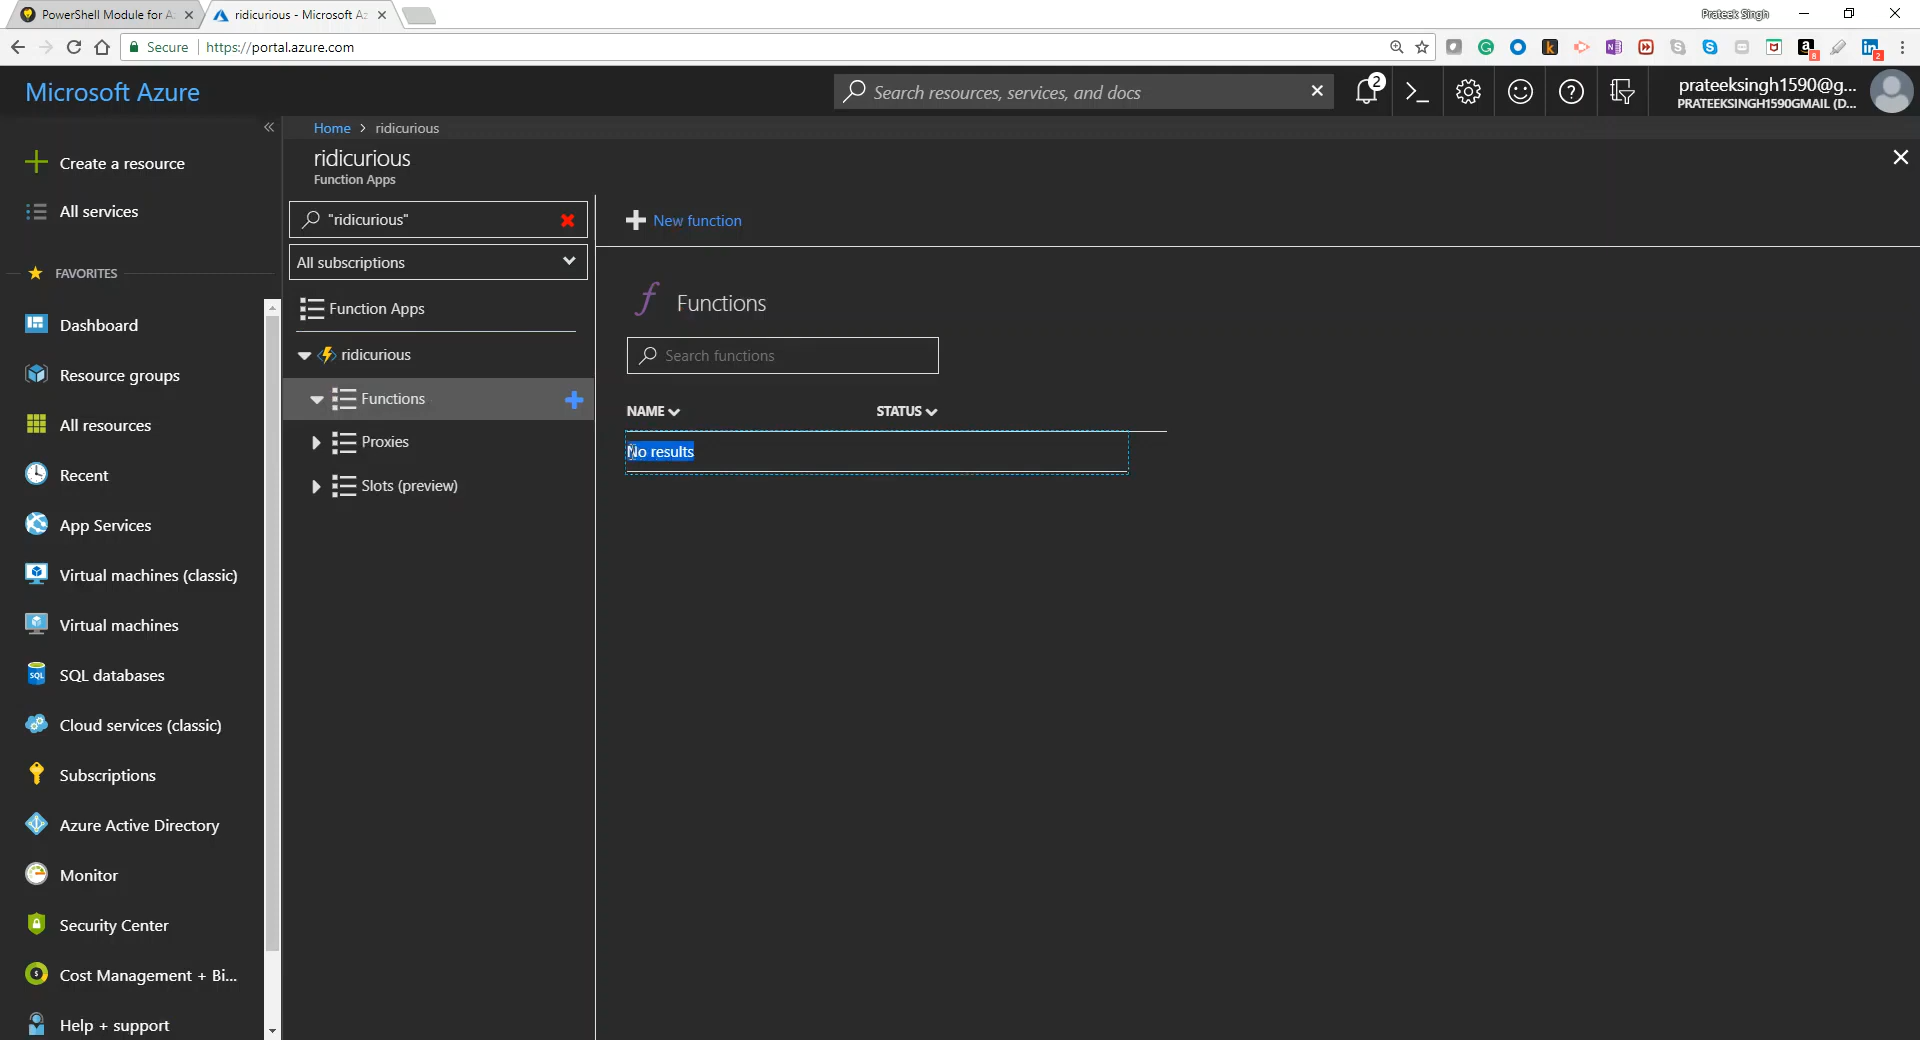 PowerShell Module for A
ridicurious - Microsoft Az
Prateek Singh
Secure
https://portal.azure.com
8
2
Microsoft Azure
Search resources, services, and docs
2
prateeksingh1590@g...
PRATEEKSINGH1590GMAIL (D...
Home > ridicurious
ridicurious
Function Apps
Create a resource
All services
FAVORITES
Dashboard
Resource groups
All resources
Recent
App Services
Virtual machines (classic)
Virtual machines
SQL
SQL databases
Cloud services (classic)
Subscriptions
Azure Active Directory
Monitor
Security Center
Cost Management + Bi...
Help + support
"ridicurious"
All subscriptions
Function Apps
ridicurious
Functions
Proxies
Slots (preview)
New function
Functions
Search functions
NAME
STATUS
No results